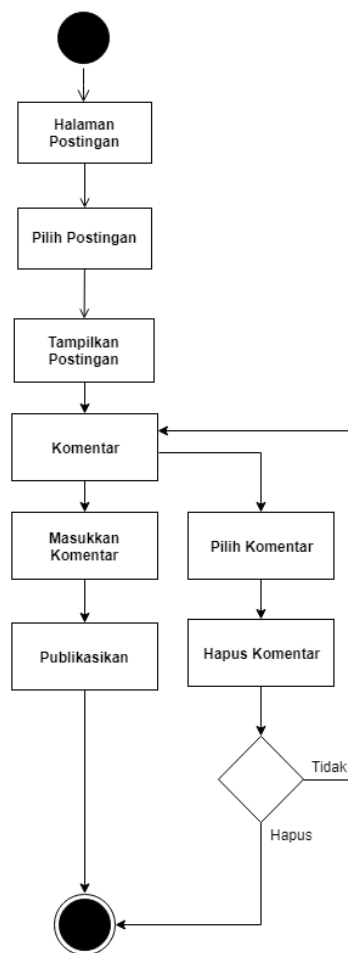 Halaman
Postingan
Pilih Postingan
Tampilkan
Postingan
Komentar
Masukkan
Komentar
Pilih Komentar
Publikasikan
Hapus Komentar
Tidak
Hapus